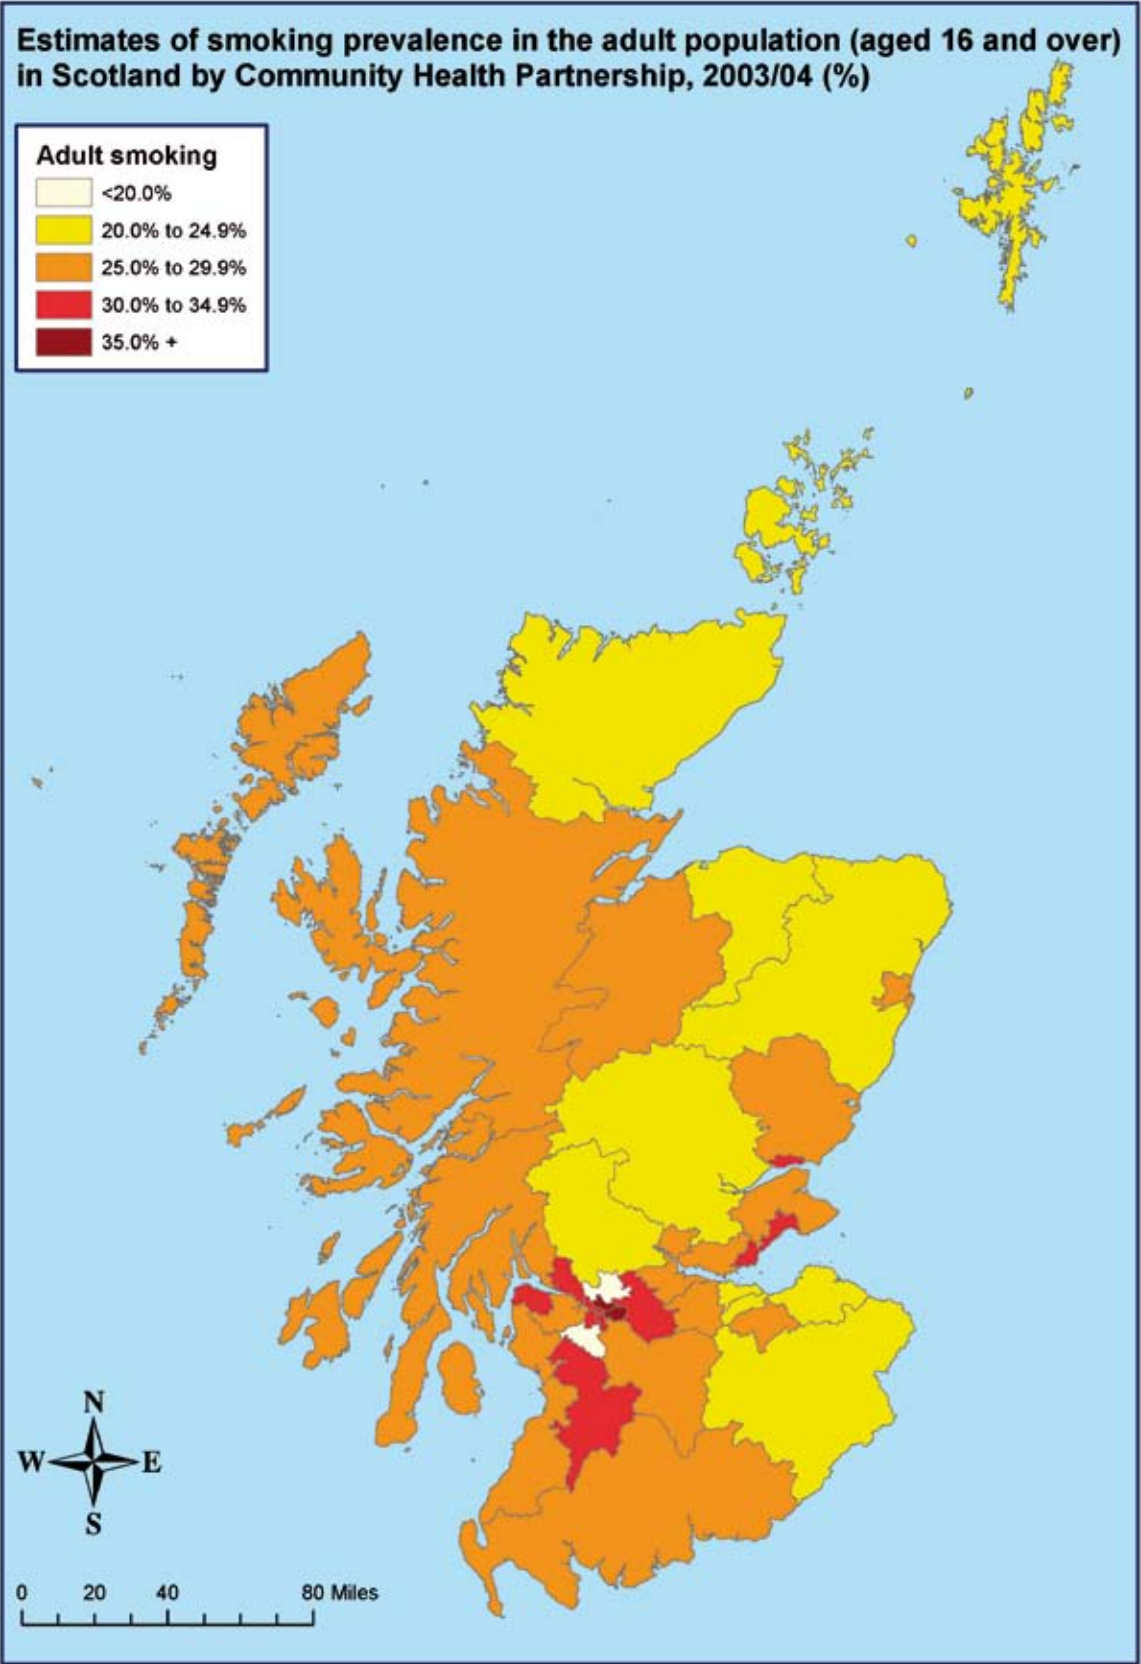 Estimates of smoking prevalence in the adult population (aged 16 and over)
in Scotland by Community Health Partnership, 2003/04 (%)
Adult smoking
<20.0%
20.0% to 24.9%
25.0% to 29.9%
30.0% to 34.9%
35.0% +
N
W E
S
0 20 40 80 Miles